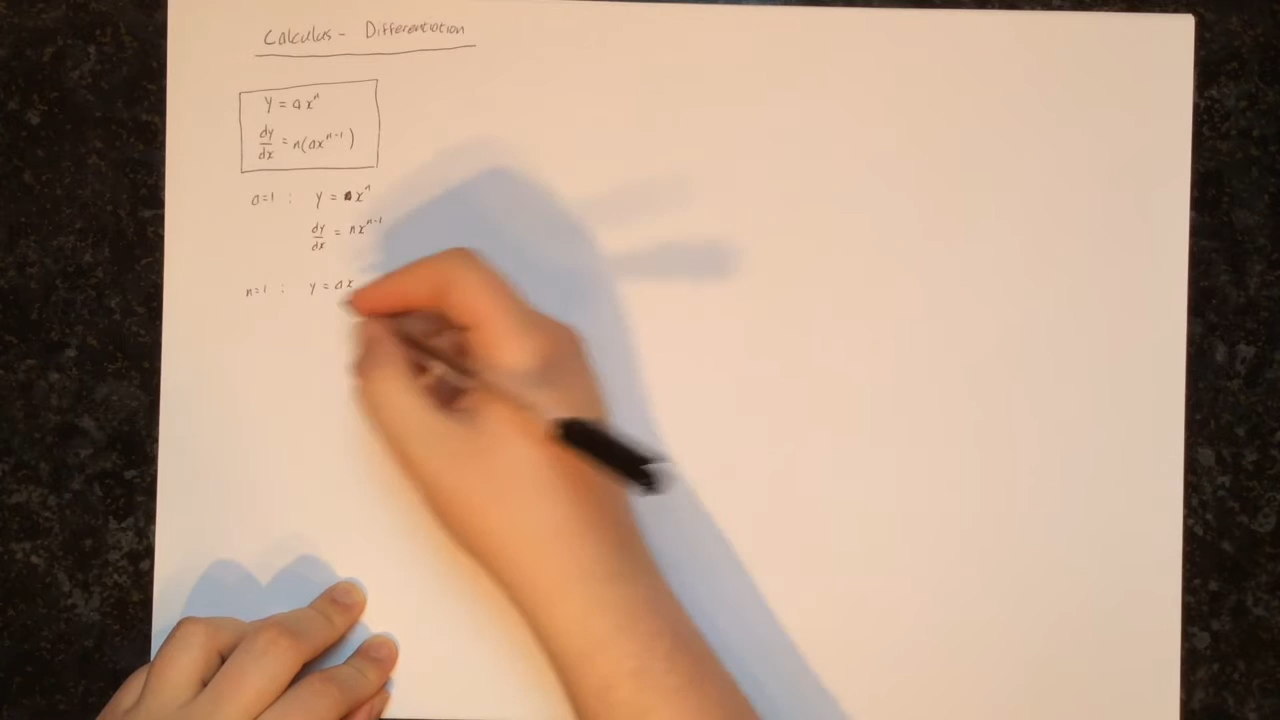 Calculus - Differentiation
y = ax^n
dy/dx = n(ax^{n-1})
a=1 : y = x^n
dy/dx = nx^{n-1}
n=1 : y = ax